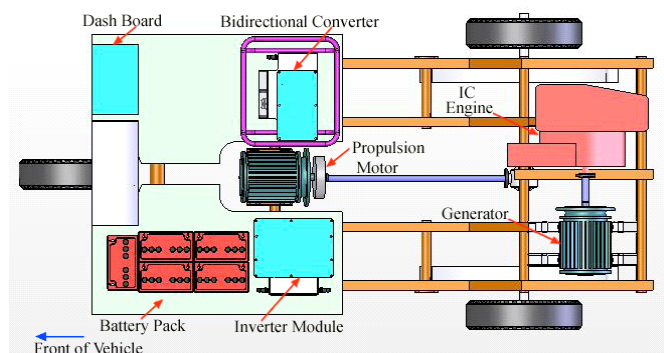 Dash Board
Bidirectional Converter
IC
Engine
Propulsion
Motor
Generator
Battery Pack
Inverter Module
Front of Vehicle